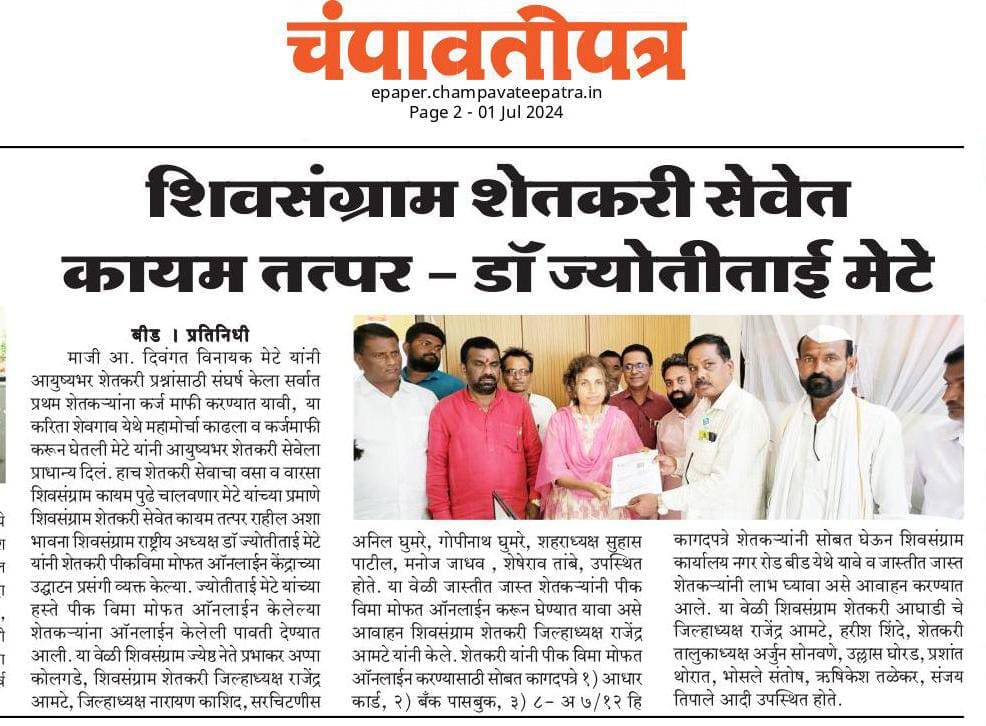 चंपावतीपत्र
epaper.champavateepatra.in
Page 2 - 01 Jul 2024
शिवसंग्राम शेतकरी सेवेत
कायम तत्पर – डॉ ज्योतीताई मेटे
बीड । प्रतिनिधी
माजी आ. दिवंगत विनायक मेटे यांनी
आयुष्यभर शेतकरी प्रश्नांसाठी संघर्ष केला सर्वात
प्रथम शेतकऱ्यांना कर्ज माफी करण्यात यावी, या
करिता शेवगाव येथे महामोर्चा काढला व कर्जमाफी
करून घेतली मेटे यांनी आयुष्यभर शेतकरी सेवेला
प्राधान्य दिलं. हाच शेतकरी सेवाचा वसा व वारसा
शिवसंग्राम कायम पुढे चालवणार मेटे यांच्या प्रमाणे
शिवसंग्राम शेतकरी सेवेत कायम तत्पर राहील अशा
भावना शिवसंग्राम राष्ट्रीय अध्यक्ष डॉ ज्योतीताई मेटे
यांनी शेतकरी पीकविमा मोफत ऑनलाईन केंद्राच्या
उद्घाटन प्रसंगी व्यक्त केल्या. ज्योतीताई मेटे यांच्या
हस्ते पीक विमा मोफत ऑनलाईन केलेल्या
शेतकऱ्यांना ऑनलाईन केलेली पावती देण्यात
आली. या वेळी शिवसंग्राम ज्येष्ठ नेते प्रभाकर अप्पा
कोलगडे, शिवसंग्राम शेतकरी जिल्हाध्यक्ष राजेंद्र
आमटे, जिल्हाध्यक्ष नारायण काशिद, सरचिटणीस
अनिल घुमरे, गोपीनाथ घुमरे, शहराध्यक्ष सुहास
पाटील, मनोज जाधव , शेषेराव तांबे, उपस्थित
होते. या वेळी जास्तीत जास्त शेतकऱ्यांनी पीक
विमा मोफत ऑनलाईन करून घेण्यात यावा असे
आवाहन शिवसंग्राम शेतकरी जिल्हाध्यक्ष राजेंद्र
आमटे यांनी केले. शेतकरी यांनी पीक विमा मोफत
ऑनलाईन करण्यासाठी सोबत कागदपत्रे १) आधार
कार्ड, २) बँक पासबुक, ३) ८- अ ७/१२ हि
कागदपत्रे शेतकऱ्यांनी सोबत घेऊन शिवसंग्राम
कार्यालय नगर रोड बीड येथे यावे व जास्तीत जास्त
शेतकऱ्यांनी लाभ घ्यावा असे आवाहन करण्यात
आले. या वेळी शिवसंग्राम शेतकरी आघाडी चे
जिल्हाध्यक्ष राजेंद्र आमटे, हरीश शिंदे, शेतकरी
तालुकाध्यक्ष अर्जुन सोनवणे, उल्लास घोरड, प्रशांत
थोरात, भोसले संतोष, ऋषिकेश तळेकर, संजय
तिपाले आदी उपस्थित होते.